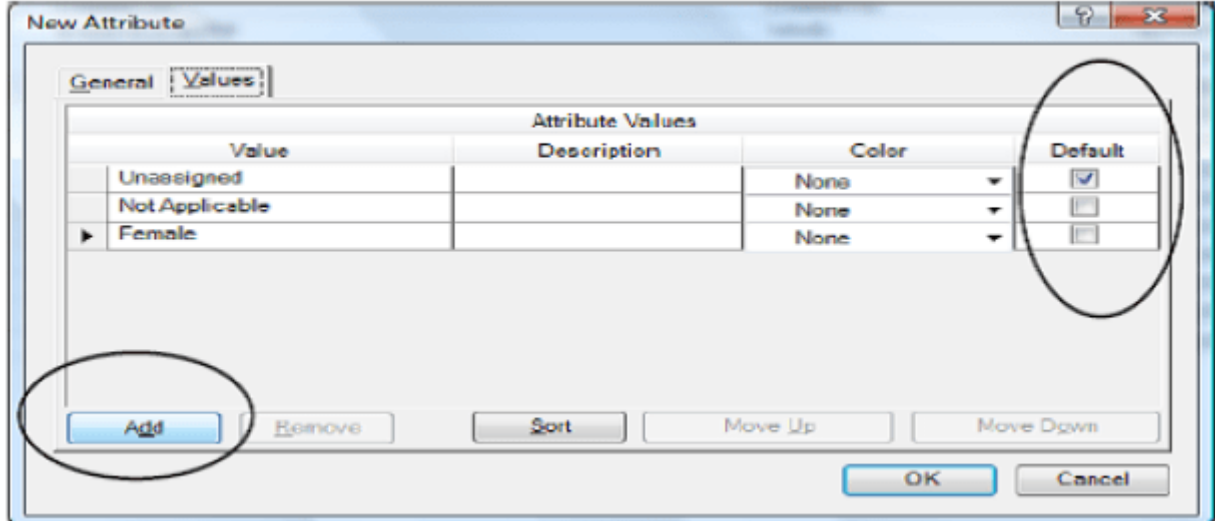 New Attribute
General Values
Attribute Values
Value Description Color Default
Unassigned None
Not Applicable None
Female None
Add Remove Sort Move Up Move Down
OK Cancel